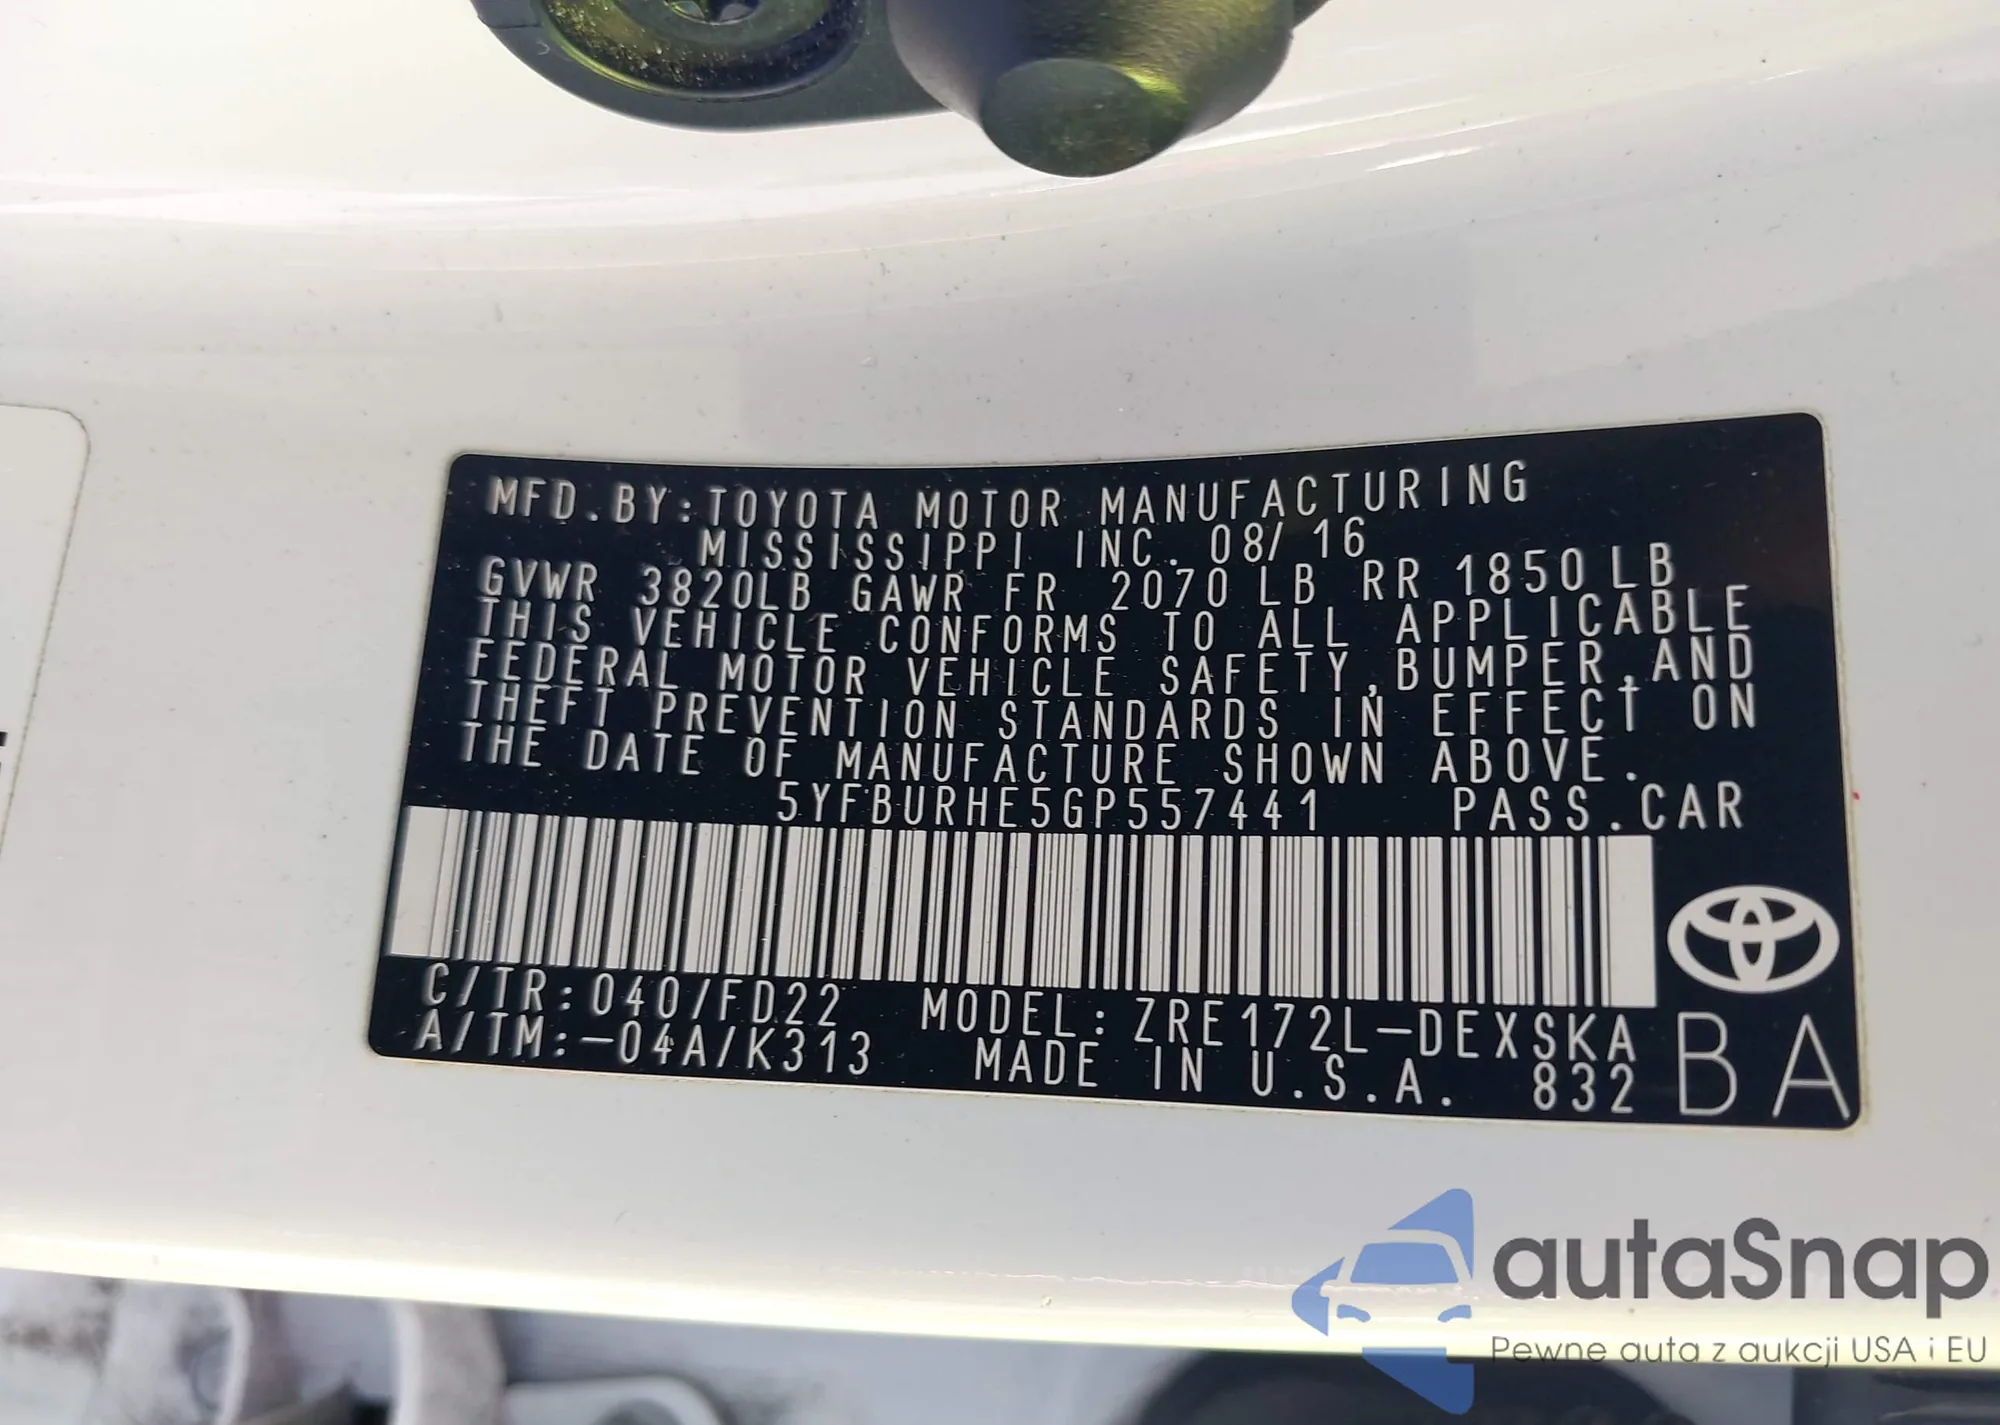 MFD.BY:TOYOTA MOTOR MANUFACTURING
MISSISSIPPI INC. 08/16
GVWR 3820LB GAWR FR 2070LB RR 1850LB
THIS VEHICLE CONFORMS TO ALL APPLICABLE
FEDERAL MOTOR VEHICLE SAFETY,BUMPER,AND
THEFT PREVENTION STANDARDS IN EFFECT ON
THE DATE OF MANUFACTURE SHOWN ABOVE.
5YFBURHE5GP557441 PASS.CAR
C/TR:040/FD22 MODEL:ZRE172L-DEXSKA
A/TM:-04A/K313 MADE IN U.S.A. 832
BA
autaSnap
Pewne auta z aukcji USA i EU